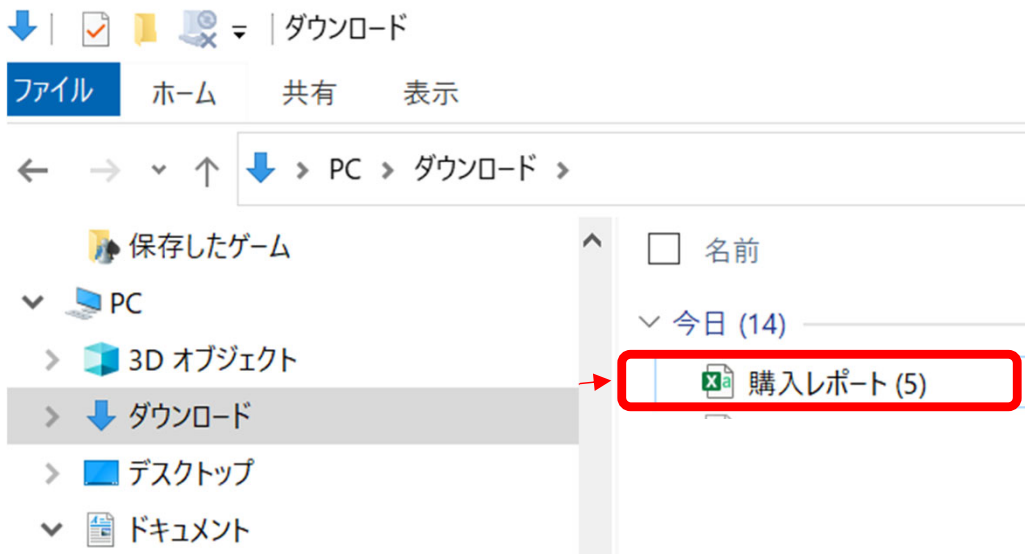 ダウンロード
ファイル ホーム 共有 表示
PC ダウンロード
保存したゲーム
名前
PC
今日 (14)
3D オブジェクト
購入レポート (5)
ダウンロード
デスクトップ
ドキュメント